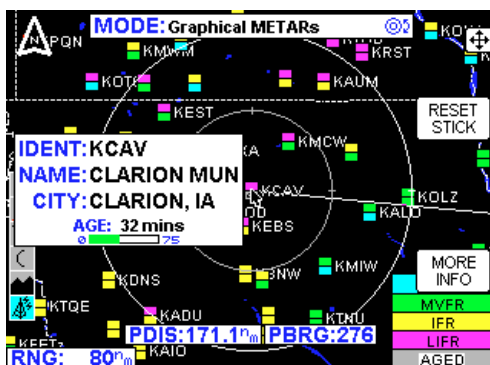 MODE: Graphical METARs
PQN
KMWM
KRST
KOTG
KAUM
KEST
RESET
STICK
IDENT: KCAV
NAME: CLARION MUN
CITY: CLARION, IA
AGE: 32 mins
0 75
KA
KMCW
KCAV
OD
KEBS
KOLZ
KALO
KDNS
KMIW
MORE
INFO
MVFR
IFR
LIFR
AGED
KTQE
KADU
KTNU
PDIS:171.1nm
PBRG:276
KAIO
RNG: 80nm